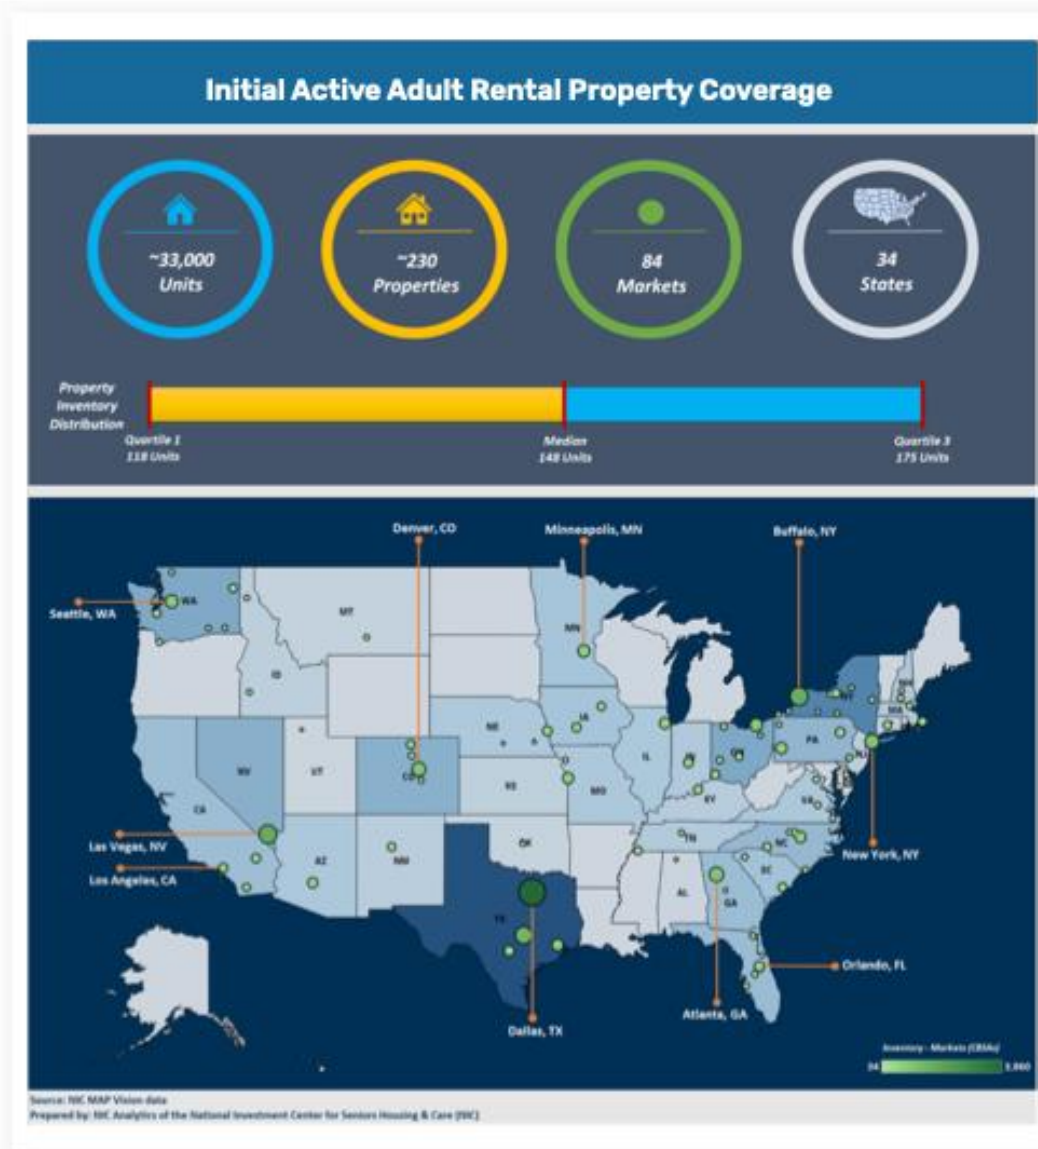 Initial Active Adult Rental Property Coverage
~33,000
Units
~230
Properties
84
Markets
34
States
Property
Inventory
Distribution
Quartile 1
118 Units
Median
148 Units
Quartile 3
175 Units
Denver, CO
Minneapolis, MN
Buffalo, NY
Seattle, WA
WA
MT
MN
ID
NH
NY
MA
NE
IA
PA
NJ
NV
UT
CO
IL
IN
OH
CA
KS
MO
KY
VA
Las Vegas, NV
Los Angeles, CA
AZ
NM
OK
TN
NC
New York, NY
SC
AL
GA
TX
Orlando, FL
Atlanta, GA
Dallas, TX
Inventory - Markets (CBSAs)
34
Source: NIC MAP Vision data
Prepared by: NIC Analytics of the National Investment Center for Seniors Housing & Care (NIC)